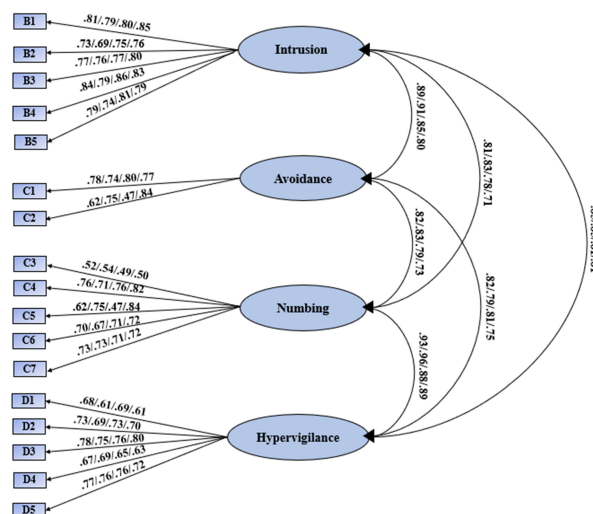 B1
.81/.79/.80/.85
B2
.73/.69/.75/.76
B3
.77/.76/.77/.80
B4
.84/.79/.86/.83
B5
.79/.74/.81/.79
Intrusion
.89/.91/.85/.80
.81/.83/.78/.71
C1
.78/.74/.80/.77
C2
.62/.75/.47/.84
Avoidance
.82/.83/.79/.73
.82/.79/.81/.75
C3
.52/.54/.49/.50
C4
.76/.71/.76/.82
C5
.62/.75/.47/.84
C6
.70/.67/.71/.72
C7
.73/.73/.71/.72
Numbing
.93/.96/.88/.89
D1
.68/.61/.69/.61
D2
.73/.69/.73/.70
D3
.78/.75/.76/.80
D4
.67/.69/.65/.63
D5
.77/.76/.76/.72
Hypervigilance